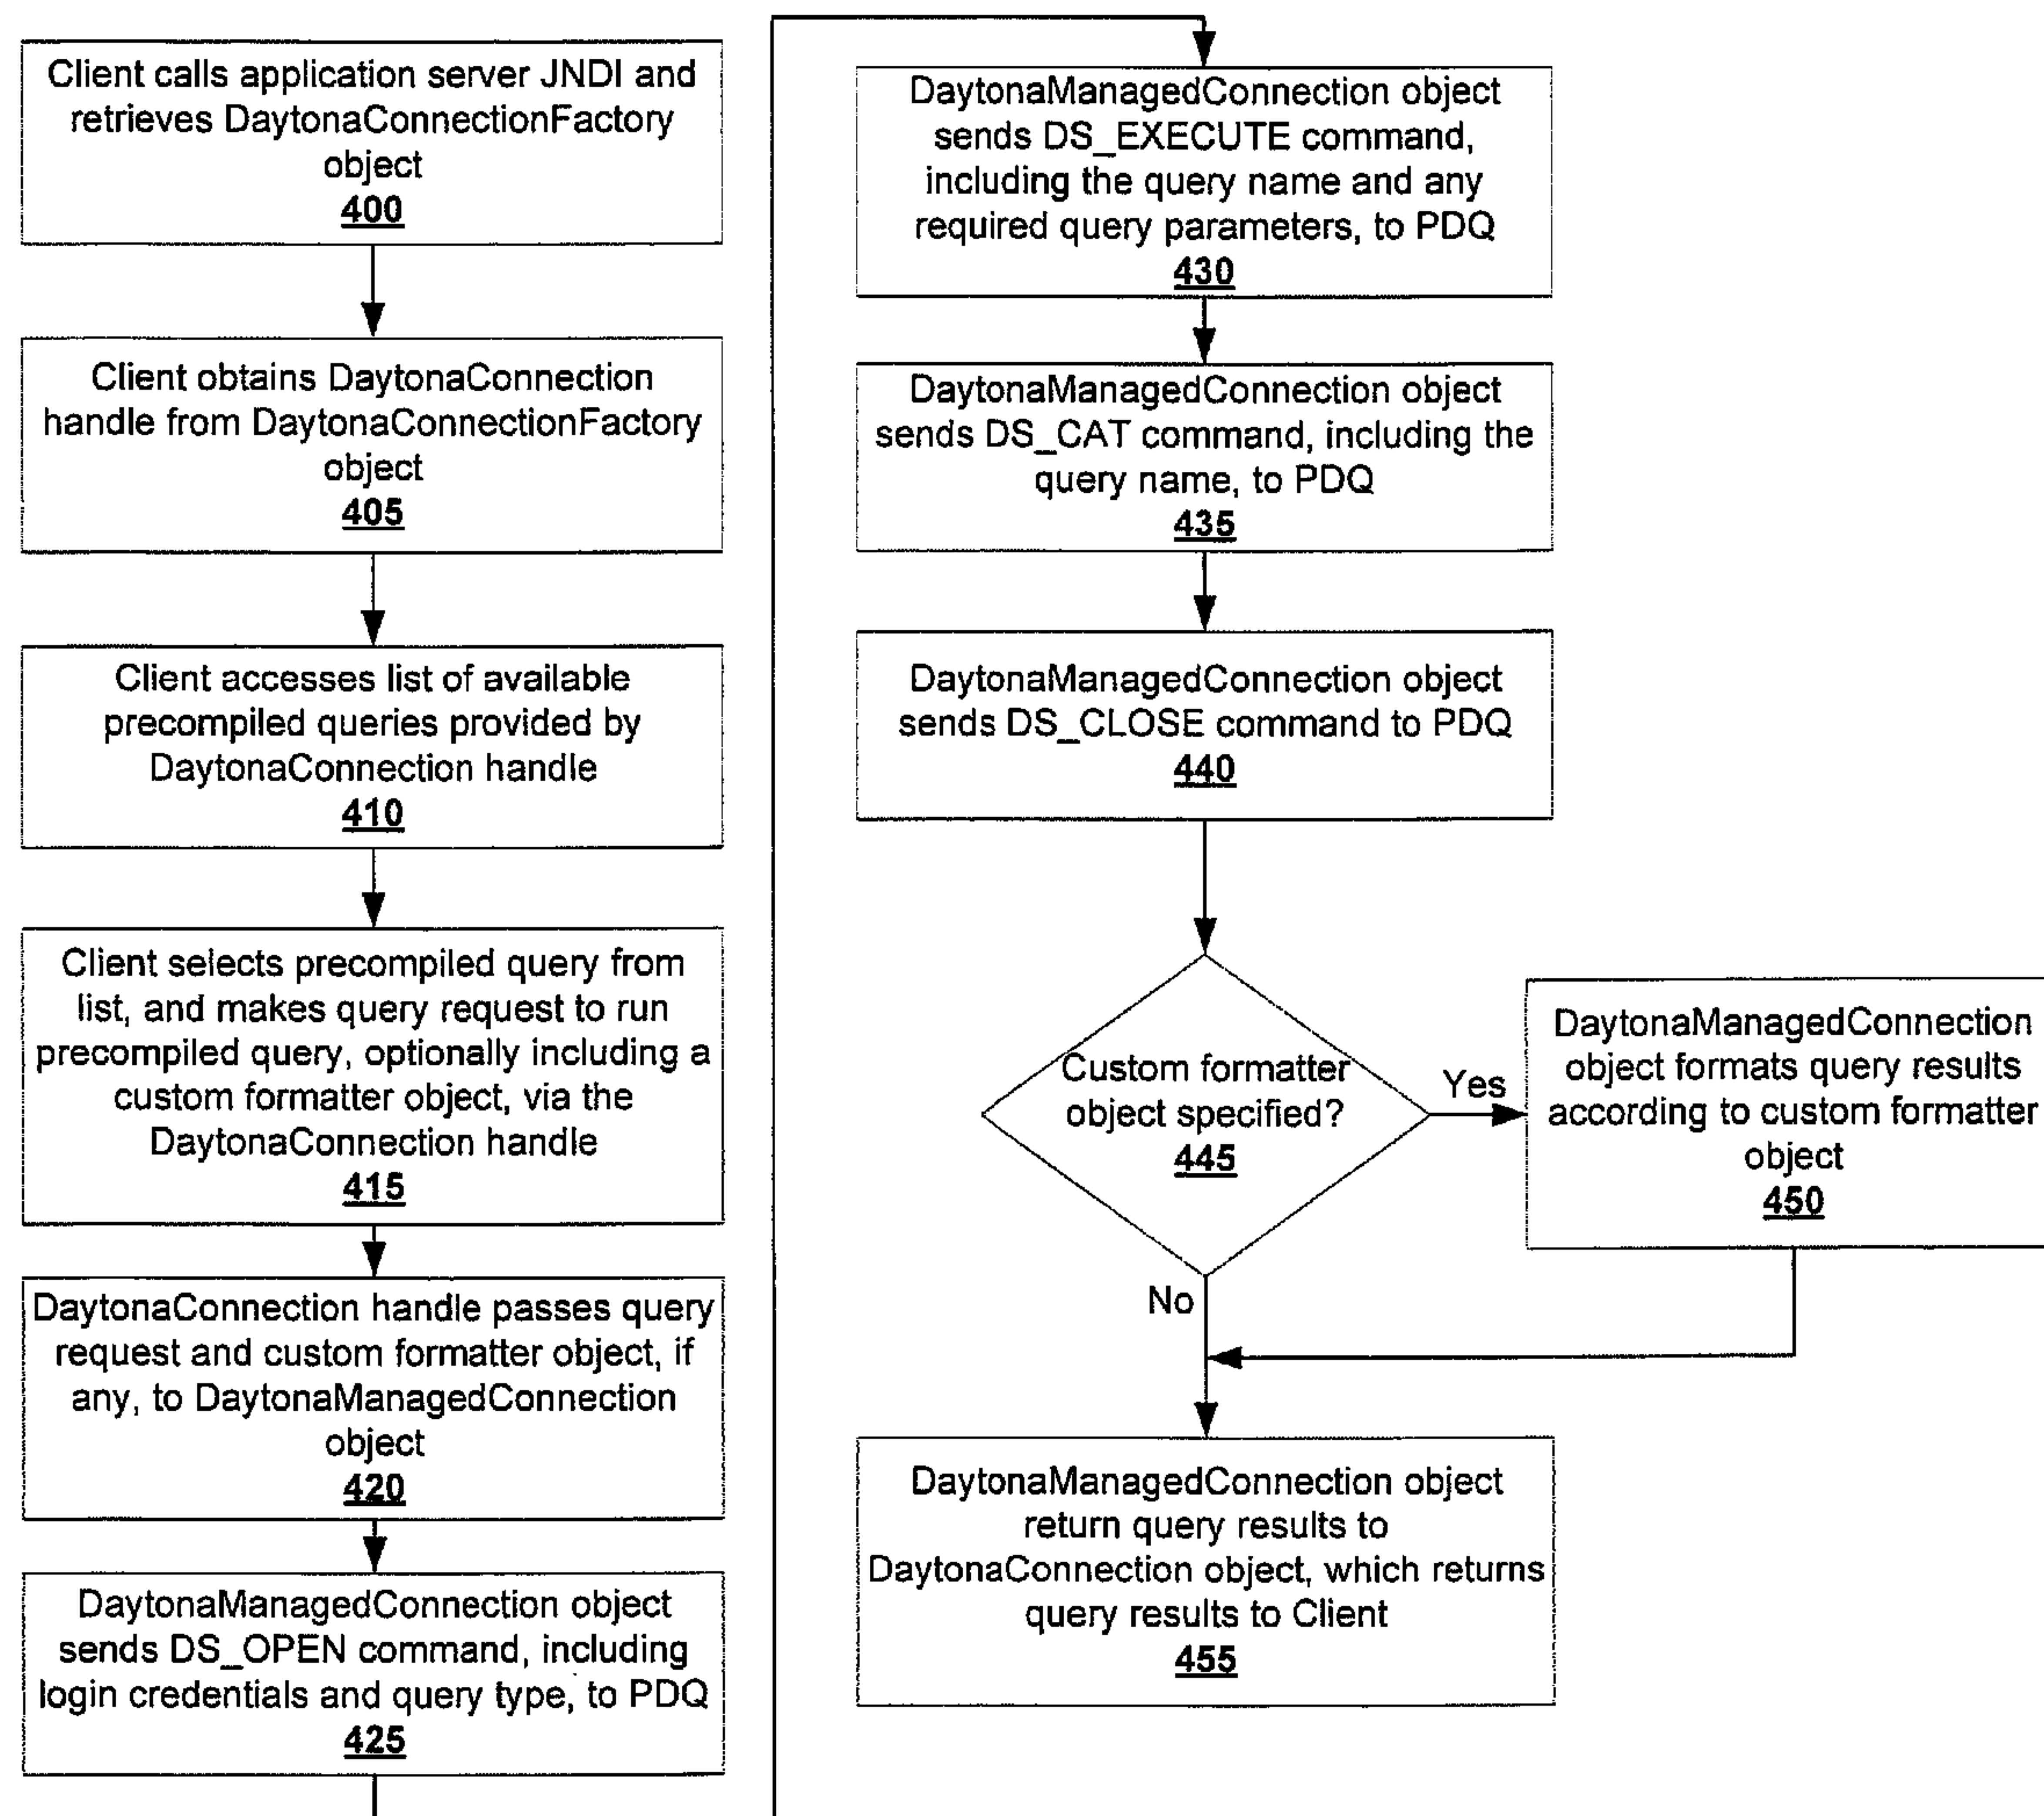 Client calls application server JNDI and
retrieves DaytonaConnectionFactory
object
400
Client obtains DaytonaConnection
handle from DaytonaConnectionFactory
object
405
Client accesses list of available
precompiled queries provided by
DaytonaConnection handle
410
Client selects precompiled query from
list, and makes query request to run
precompiled query, optionally including a
custom formatter object, via the
DaytonaConnection handle
415
DaytonaConnection handle passes query
request and custom formatter object, if
any, to DaytonaManagedConnection
object
420
DaytonaManagedConnection object
sends DS_OPEN command, including
login credentials and query type, to PDQ
425
DaytonaManagedConnection object
sends DS_EXECUTE command,
including the query name and any
required query parameters, to PDQ
430
DaytonaManagedConnection object
sends DS_CAT command, including the
query name, to PDQ
435
DaytonaManagedConnection object
sends DS_CLOSE command to PDQ
440
Custom formatter
object specified?
445
Yes
DaytonaManagedConnection
object formats query results
according to custom formatter
object
450
No
DaytonaManagedConnection object
return query results to
DaytonaConnection object, which returns
query results to Client
455